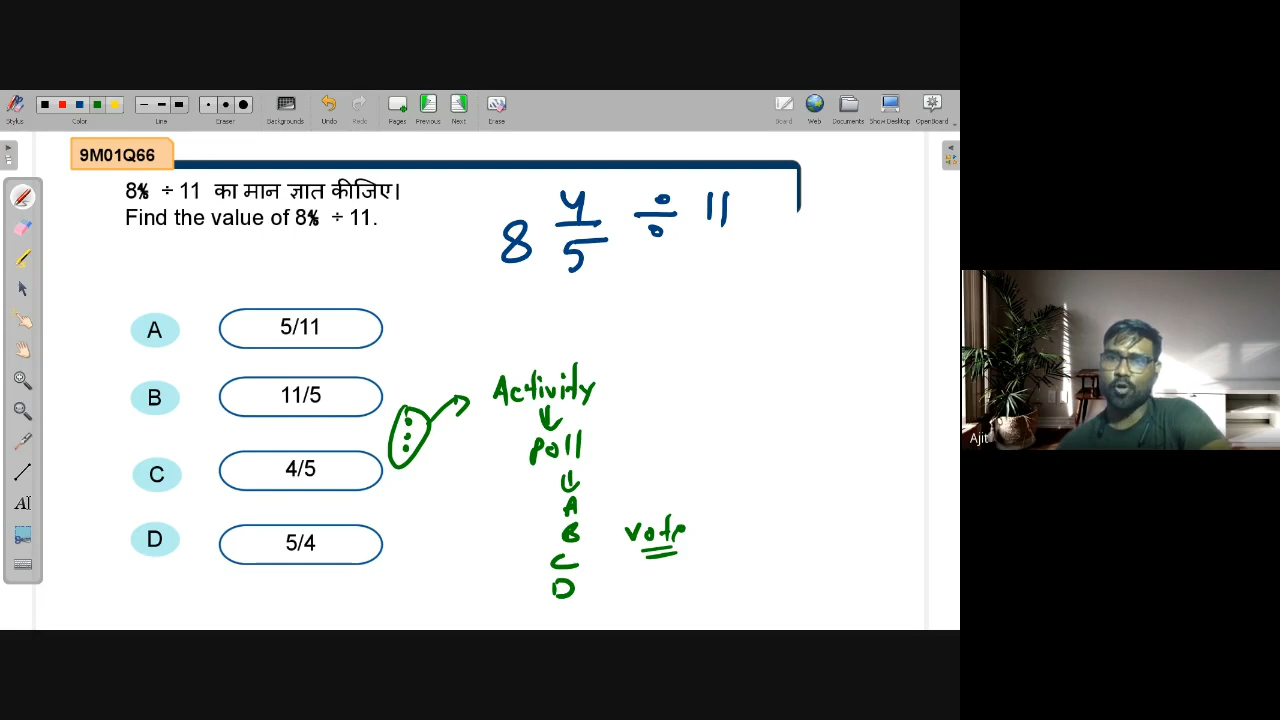 Stylus
Color
Line
Eraser
Backgrounds
Undo
Redo
Pages
Previous
Next
Erase
Board
Web
Documents
Show Desktop
OpenBoard
9M01Q66
8⅘ ÷ 11 का मान ज्ञात कीजिए।
Find the value of 8⅘ ÷ 11.
8 4/5 ÷ 11
A 5/11
B 11/5
C 4/5
D 5/4
Activity
Poll
A
B
C
D
vote
Ajit